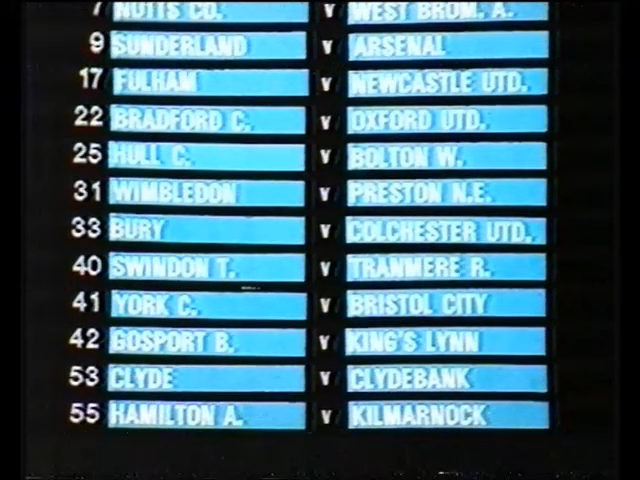 7 NOTTS CO. v WEST BROM. A.
9 SUNDERLAND v ARSENAL
17 FULHAM v NEWCASTLE UTD.
22 BRADFORD C. v OXFORD UTD.
25 HULL C. v BOLTON W.
31 WIMBLEDON v PRESTON N.E.
33 BURY v COLCHESTER UTD.
40 SWINDON T. v TRANMERE R.
41 YORK C. v BRISTOL CITY
42 GOSPORT B. v KING'S LYNN
53 CLYDE v CLYDEBANK
55 HAMILTON A. v KILMARNOCK